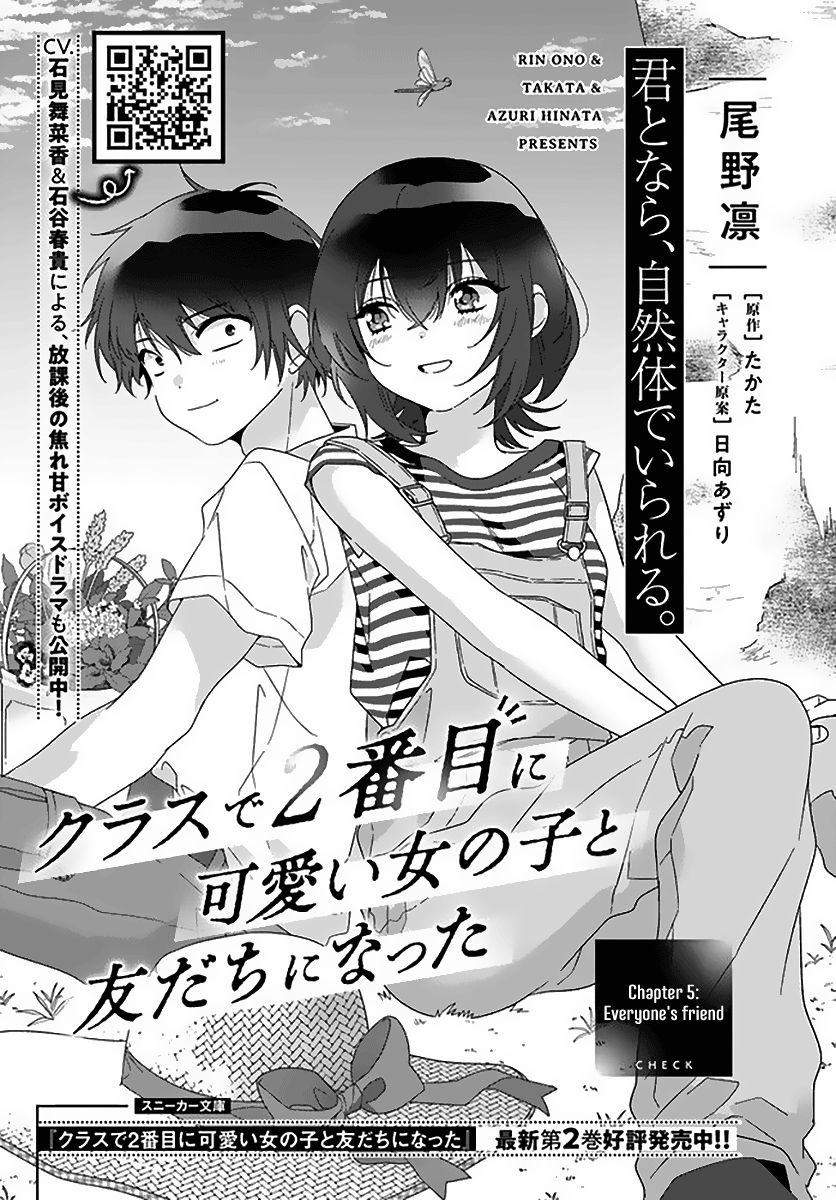 尾野凛
[原作]たかた
[キャラクター原案]日向あずり
君となら、自然体でいられる。
RIN ONO &
TAKATA &
AZURI HINATA
PRESENTS
CV.石見舞菜香&石谷春貴による、放課後の焦れ甘ボイスドラマも公開中!
クラスで2番目に
可愛い女の子と
友だちになった
Chapter 5:
Everyone's friend
CHECK
スニーカー文庫
『クラスで2番目に可愛い女の子と友だちになった』 最新第2巻好評発売中!!